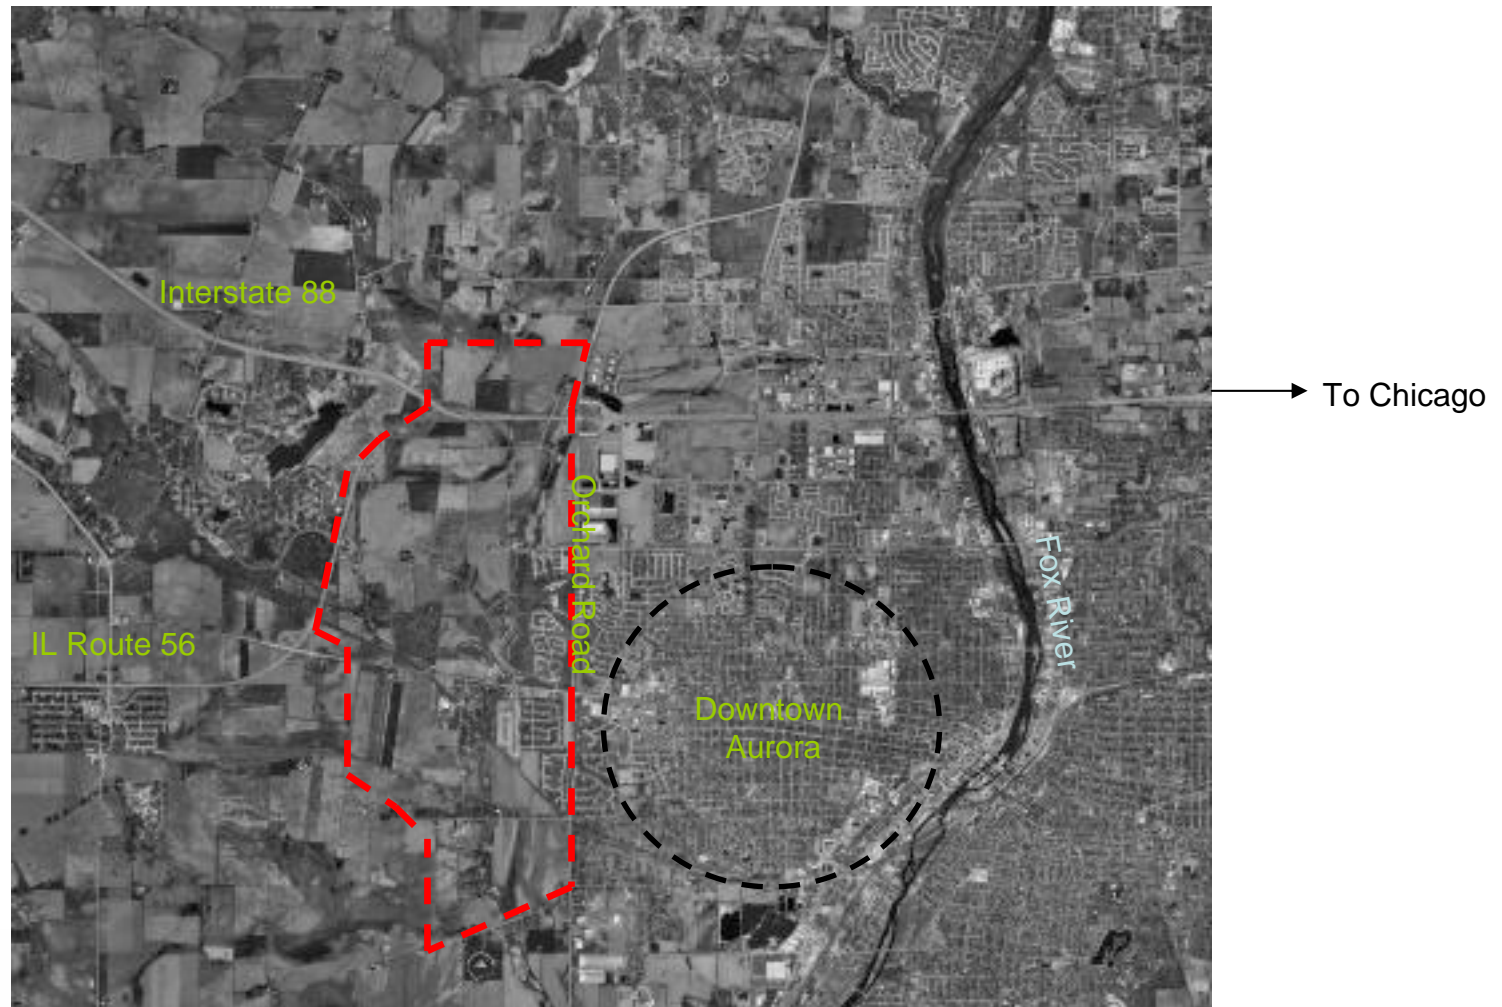 Interstate 88
To Chicago
Orchard Road
Fox River
IL Route 56
Downtown
Aurora